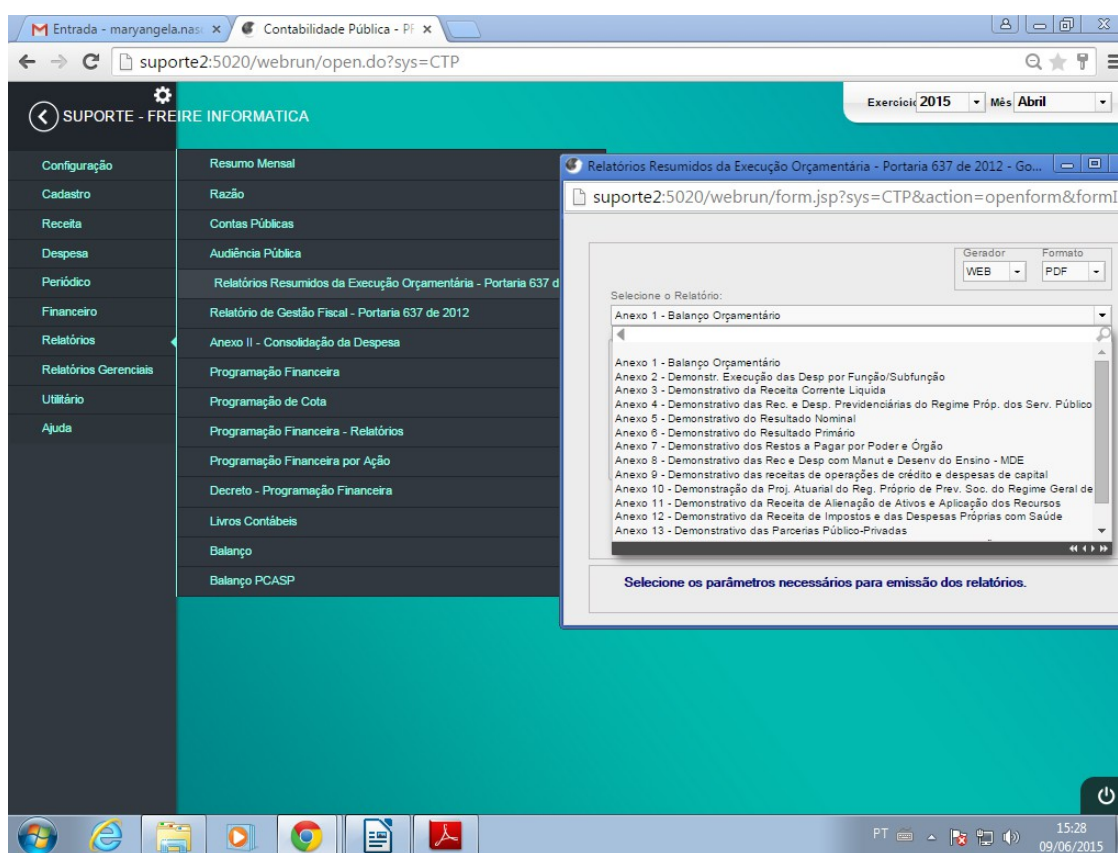 Entrada - maryangela.nas
Contabilidade Pública - PF
suporte2:5020/webrun/open.do?sys=CTP
SUPORTE - FREIRE INFORMATICA
Exercíci 2015 Mês Abril
Configuração
Cadastro
Receita
Despesa
Periódico
Financeiro
Relatórios
Relatórios Gerenciais
Utilitário
Ajuda
Resumo Mensal
Razão
Contas Públicas
Audiência Pública
Relatórios Resumidos da Execução Orçamentária - Portaria 637 d
Relatório de Gestão Fiscal - Portaria 637 de 2012
Anexo II - Consolidação da Despesa
Programação Financeira
Programação de Cota
Programação Financeira - Relatórios
Programação Financeira por Ação
Decreto - Programação Financeira
Livros Contábeis
Balanço
Balanço PCASP
Relatórios Resumidos da Execução Orçamentária - Portaria 637 de 2012 - Go...
suporte2:5020/webrun/form.jsp?sys=CTP&action=openform&formI
Gerador Formato
WEB PDF
Selecione o Relatório:
Anexo 1 - Balanço Orçamentário
Anexo 1 - Balanço Orçamentário
Anexo 2 - Demonstr. Execução das Desp por Função/Subfunção
Anexo 3 - Demonstrativo da Receita Corrente Liquida
Anexo 4 - Demonstrativo das Rec. e Desp. Previdenciárias do Regime Próp. dos Serv. Público
Anexo 5 - Demonstrativo do Resultado Nominal
Anexo 6 - Demonstrativo do Resultado Primário
Anexo 7 - Demonstrativo dos Restos a Pagar por Poder e Órgão
Anexo 8 - Demonstrativo das Rec e Desp com Manut e Desenv do Ensino - MDE
Anexo 9 - Demonstrativo das receitas de operações de crédito e despesas de capital
Anexo 10 - Demonstração da Proj. Atuarial do Reg. Próprio de Prev. Soc. do Regime Geral de
Anexo 11 - Demonstrativo da Receita de Alienação de Ativos e Aplicação dos Recursos
Anexo 12 - Demonstrativo da Receita de Impostos e das Despesas Próprias com Saúde
Anexo 13 - Demonstrativo das Parcerias Público-Privadas
Selecione os parâmetros necessários para emissão dos relatórios.
PT
15:28
09/06/2015